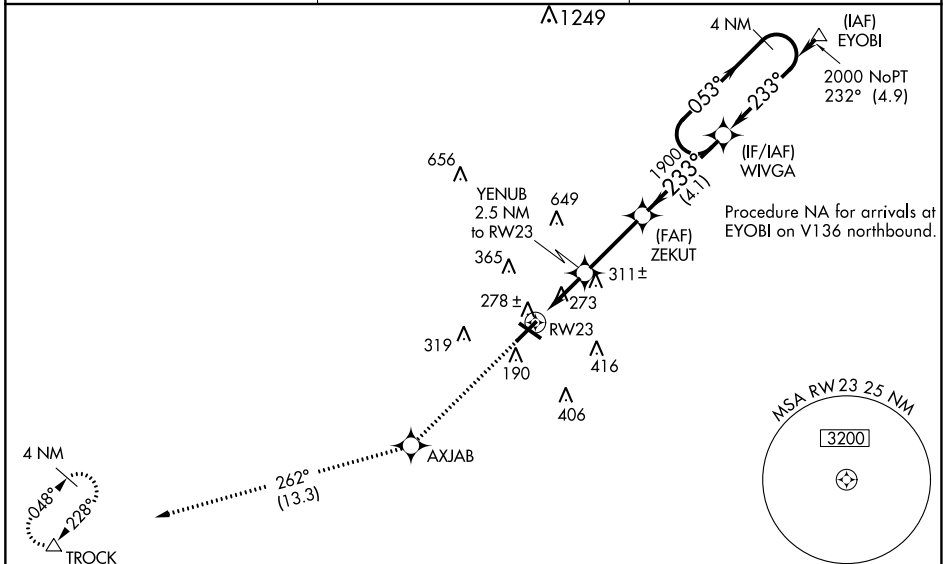 1249
4 NM
(IAF)
EYOBI
2000 NoPT
232° (4.9)
053°
233°
(IF/IAF)
WIVGA
1900
233°
(4.1)
656
YENUB
2.5 NM
to RW23
649
Procedure NA for arrivals at
EYOBI on V136 northbound.
(FAF)
ZEKUT
365
311±
278±
273
RW23
319
190
416
406
MSA RW23 25 NM
3200
AXJAB
4 NM
262°
(13.3)
048°
228°
TROCK